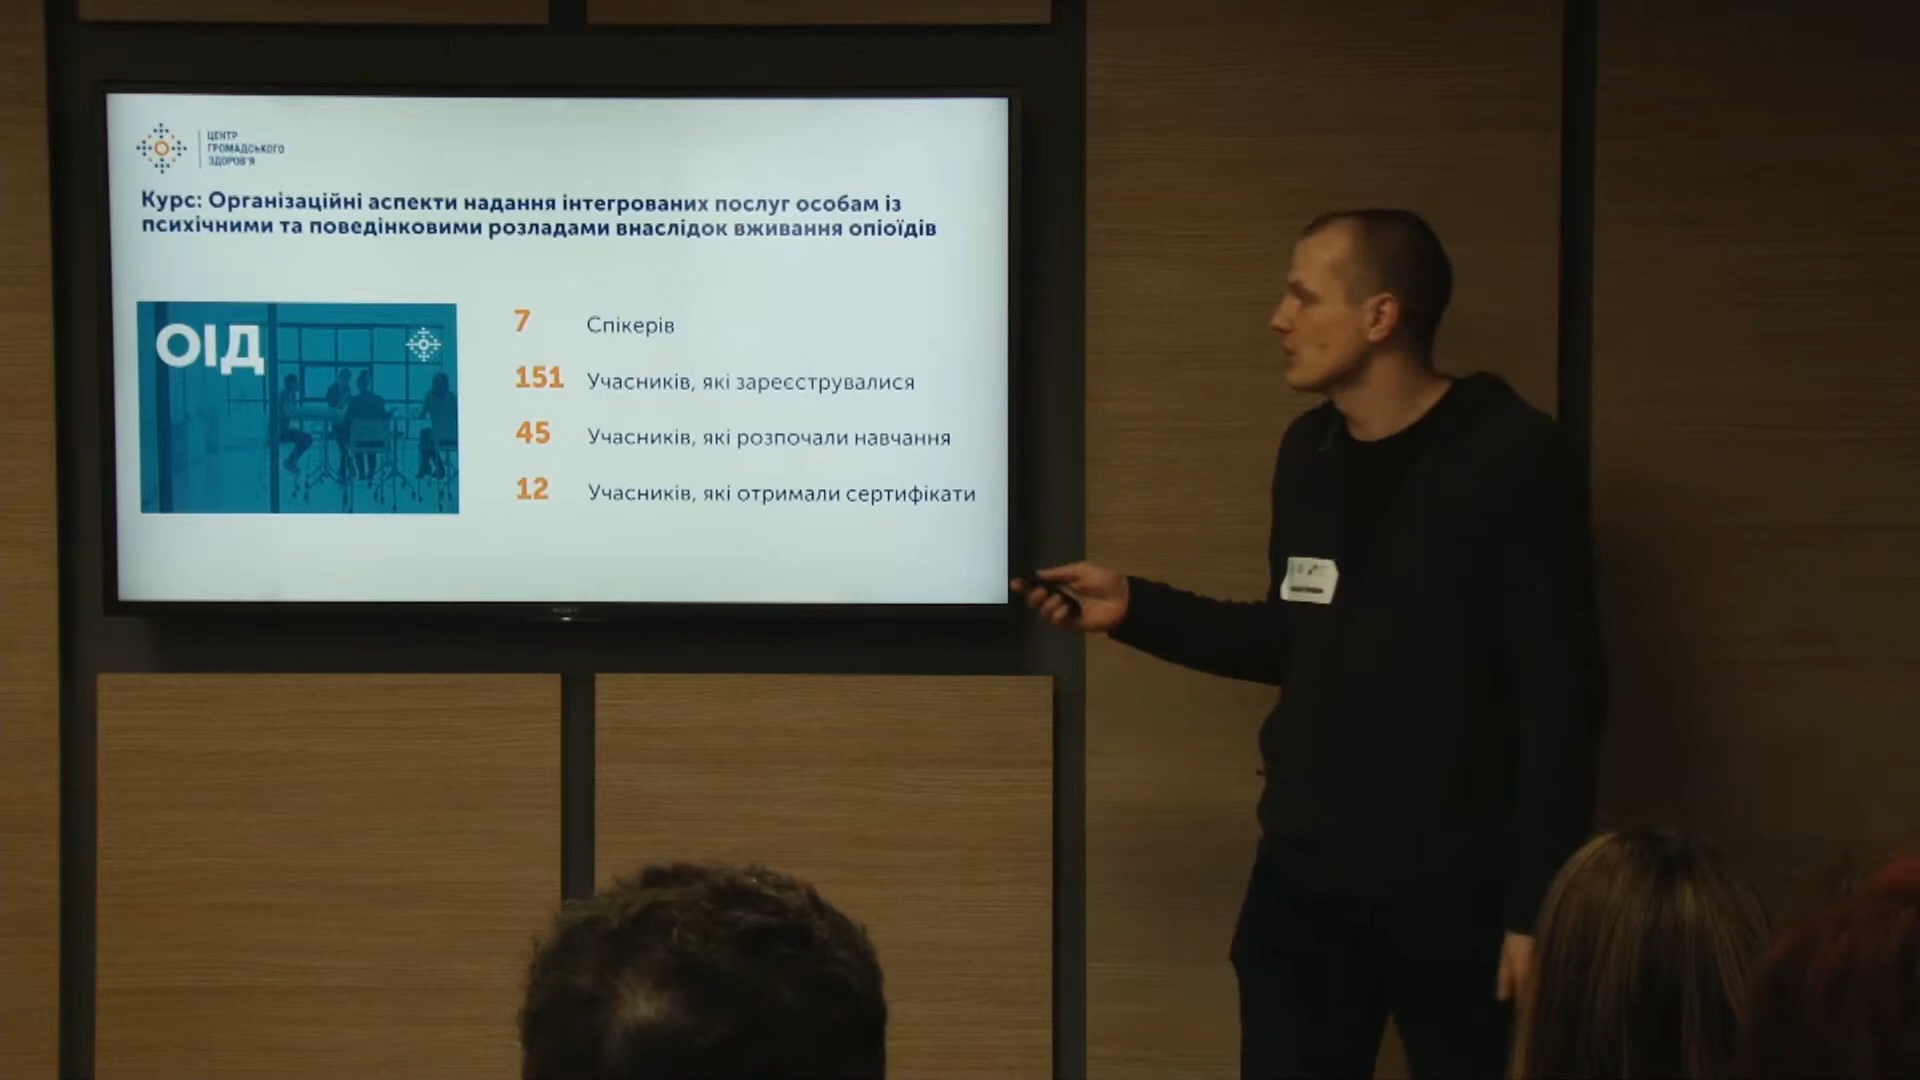 ЦЕНТР
ГРОМАДСЬКОГО
ЗДОРОВ'Я
Курс: Організаційні аспекти надання інтегрованих послуг особам із
психічними та поведінковими розладами внаслідок вживання опіоїдів
ОІД
7 Спікерів
151 Учасників, які зареєструвалися
45 Учасників, які розпочали навчання
12 Учасників, які отримали сертифікати
SONY